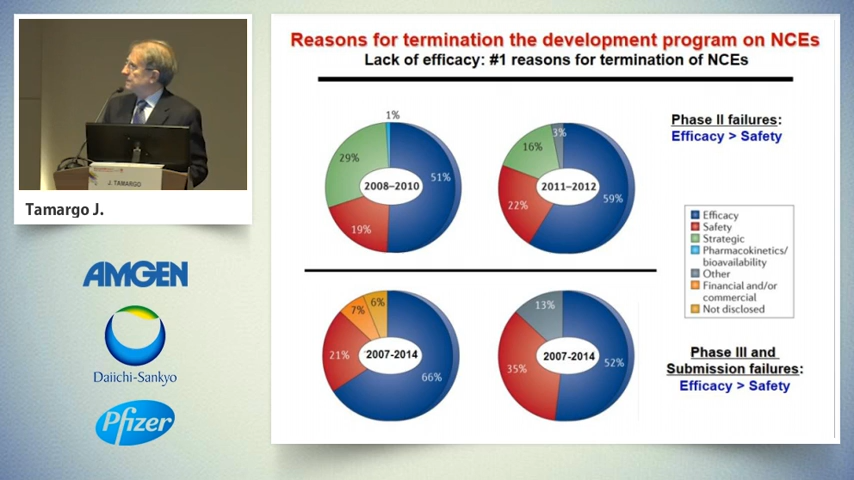 Reasons for termination the development program on NCEs
Lack of efficacy: #1 reasons for termination of NCEs
J. TAMARGO
Tamargo J.
AMGEN
Daiichi-Sankyo
Pfizer
1%
29%
51%
19%
2008–2010
3%
16%
22%
59%
2011–2012
Phase II failures:
Efficacy > Safety
Efficacy
Safety
Strategic
Pharmacokinetics/
bioavailability
Other
Financial and/or
commercial
Not disclosed
6%
7%
21%
66%
2007-2014
13%
35%
52%
2007-2014
Phase III and
Submission failures:
Efficacy > Safety